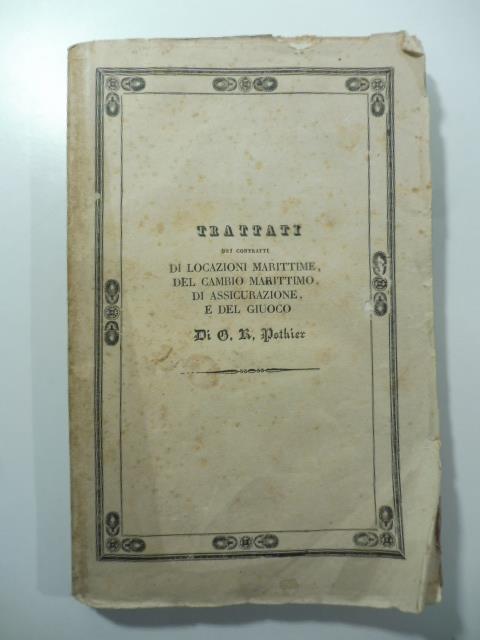 TRATTATI
DEI CONTRATTI
DI LOCAZIONI MARITTIME,
DEL CAMBIO MARITTIMO,
DI ASSICURAZIONE,
E DEL GIUOCO
Di G. R. Pothier